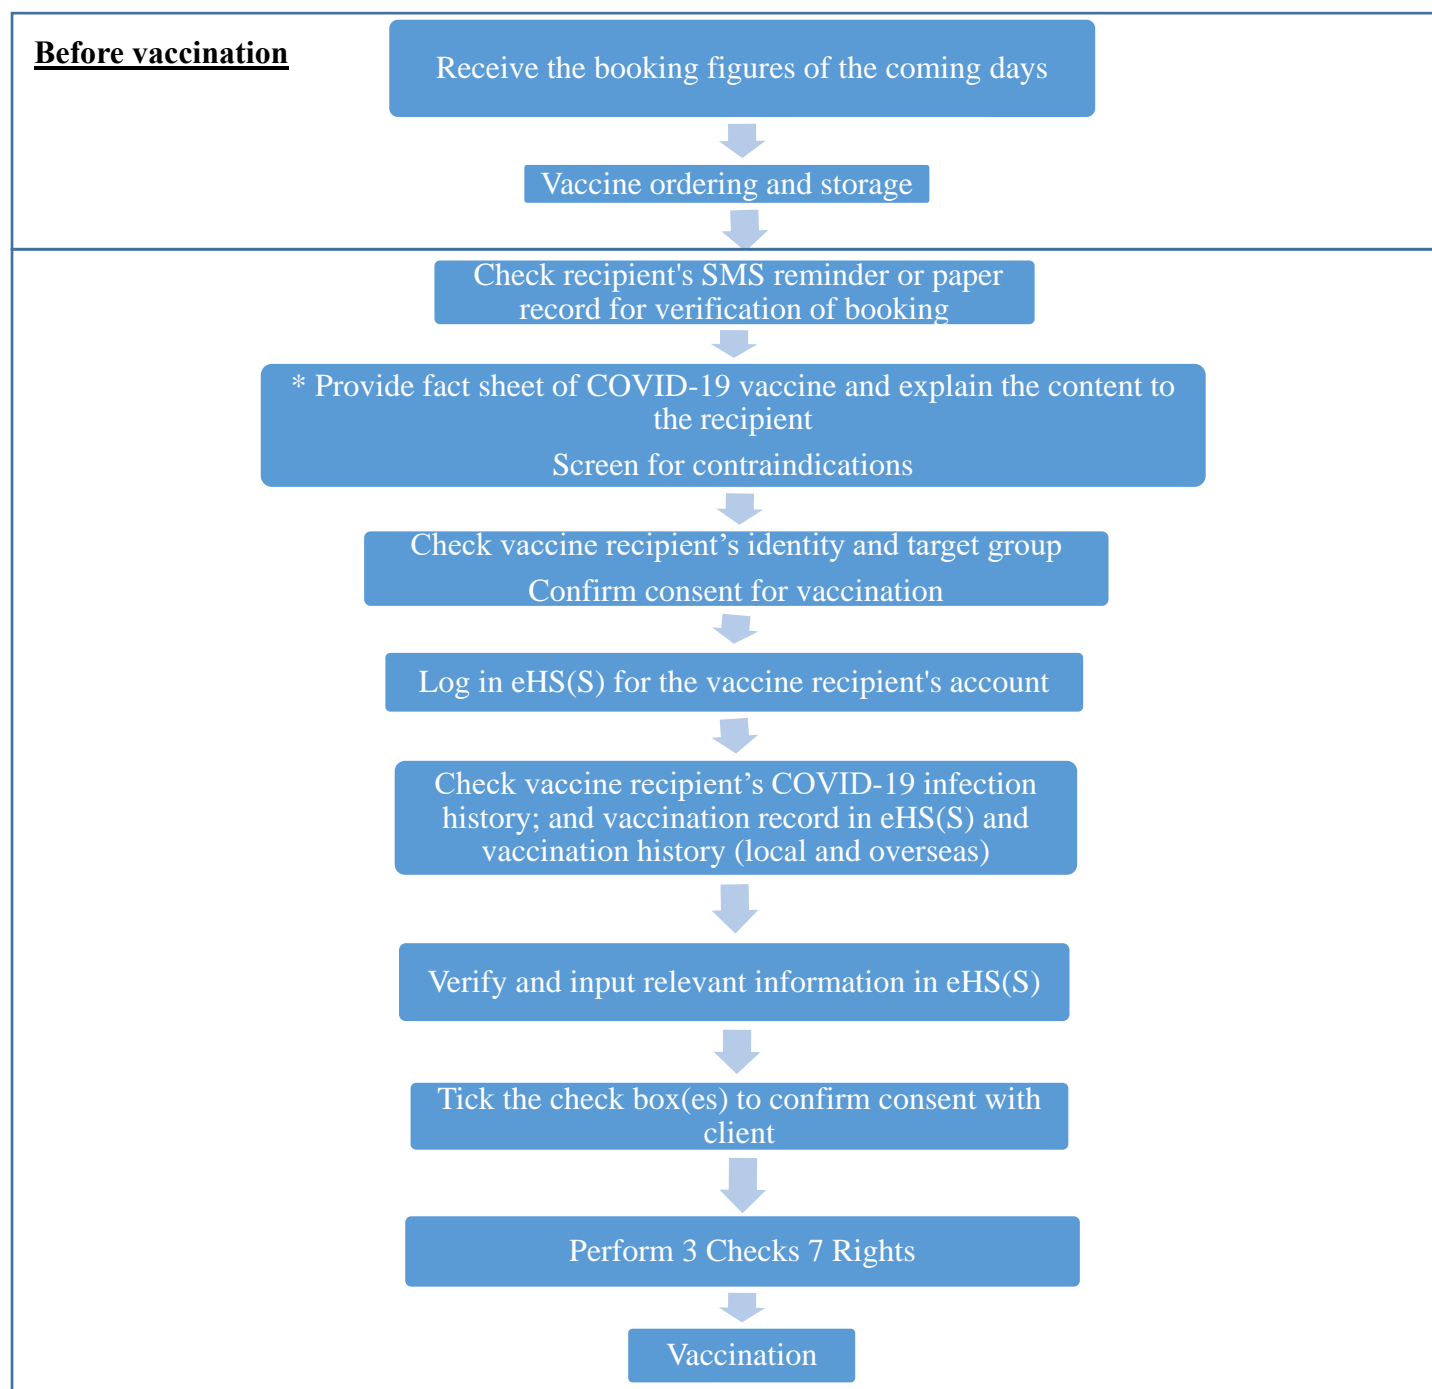 Before vaccination
Receive the booking figures of the coming days
Vaccine ordering and storage
Check recipient's SMS reminder or paper
record for verification of booking
* Provide fact sheet of COVID-19 vaccine and explain the content to
the recipient
Screen for contraindications
Check vaccine recipient’s identity and target group
Confirm consent for vaccination
Log in eHS(S) for the vaccine recipient's account
Check vaccine recipient’s COVID-19 infection
history; and vaccination record in eHS(S) and
vaccination history (local and overseas)
Verify and input relevant information in eHS(S)
Tick the check box(es) to confirm consent with
client
Perform 3 Checks 7 Rights
Vaccination